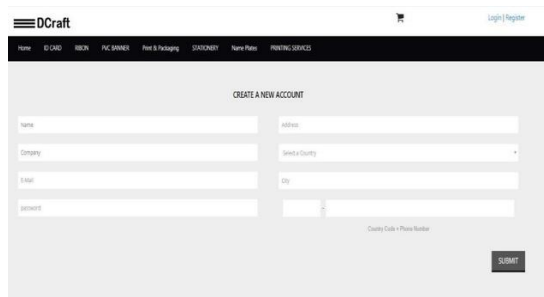 DCraft
Login | Register
Home ID CARD RIBON PVC BANNER Print & Packaging STATIONERY Name Plates PRINTING SERVICES
CREATE A NEW ACCOUNT
Name
Address
Company
Select a Country
E-Mail
City
password
-
Country Code + Phone Number
SUBMIT